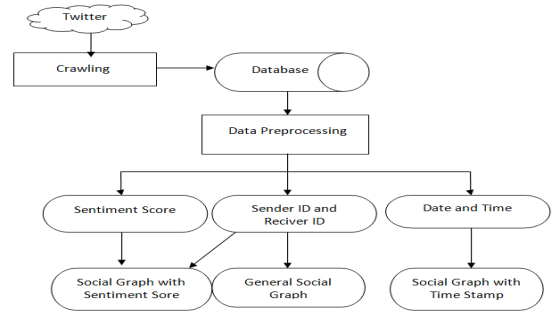 Twitter
Crawling
Database
Data Preprocessing
Sentiment Score
Sender ID and
Reciver ID
Date and Time
Social Graph with
Sentiment Sore
General Social
Graph
Social Graph with
Time Stamp